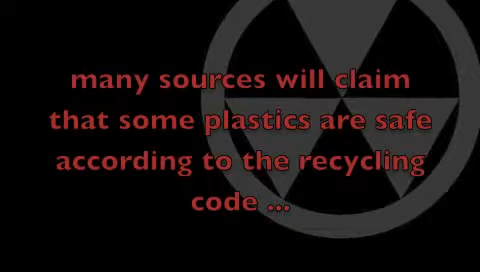 many sources will claim
that some plastics are safe
according to the recycling
code ...